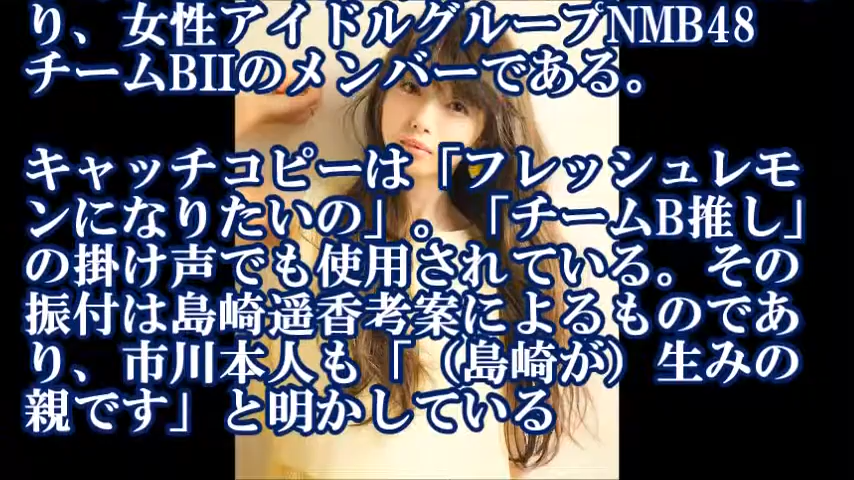 り、女性アイドルグループNMB48
チームBIIのメンバーである。
キャッチコピーは「フレッシュレモ
ンになりたいの」。「チームB推し」
の掛け声でも使用されている。その
振付は島崎遥香考案によるものであ
り、市川本人も「（島崎が）生みの
親です」と明かしている